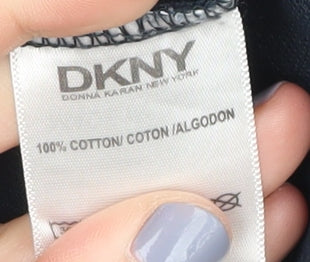 DKNY
DONNA KARAN NEW YORK
100% COTTON/ COTON /ALGODON